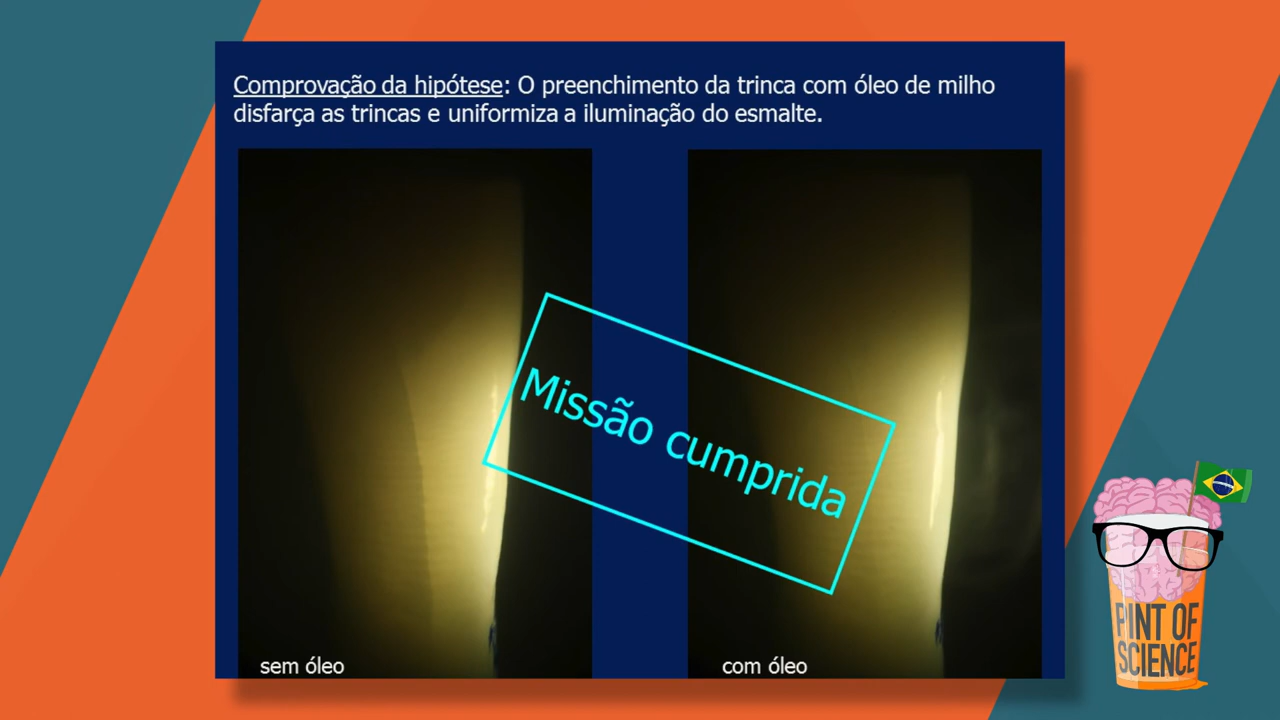 Comprovação da hipótese: O preenchimento da trinca com óleo de milho
disfarça as trincas e uniformiza a iluminação do esmalte.
Missão cumprida
sem óleo
com óleo
PINT OF
SCIENCE